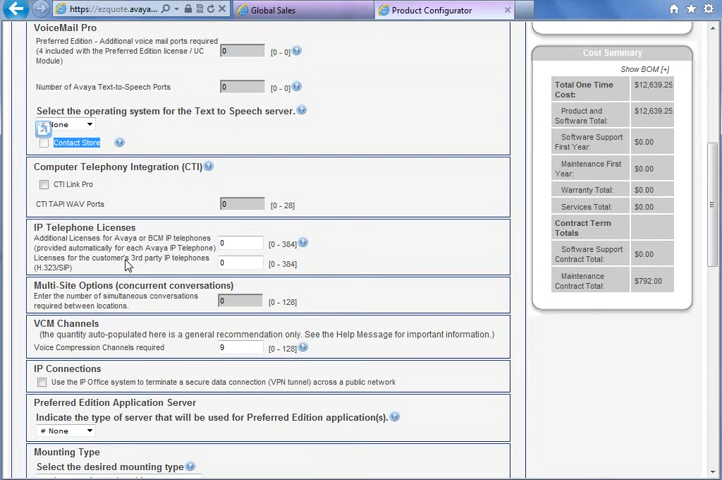 https://ezquote.avaya....
Global Sales
Product Configurator
VoiceMail Pro
Preferred Edition - Additional voice mail ports required
(4 included with the Preferred Edition license / UC
Module)
0
[0 - 0]
Number of Avaya Text-to-Speech Ports
0
[0 - 0]
Select the operating system for the Text to Speech server.
None
Contact Store
Computer Telephony Integration (CTI)
CTI Link Pro
CTI TAPI WAV Ports
0
[0 - 28]
IP Telephone Licenses
Additional Licenses for Avaya or BCM IP telephones
(provided automatically for each Avaya IP Telephone)
0
[0 - 384]
Licenses for the customer's 3rd party IP telephones
(H.323/SIP)
0
[0 - 384]
Multi-Site Options (concurrent conversations)
Enter the number of simultaneous conversations
required between locations.
0
[0 - 128]
VCM Channels
(the quantity auto-populated here is a general recommendation only. See the Help Message for important information.)
Voice Compression Channels required
9
[0 - 128]
IP Connections
Use the IP Office system to terminate a secure data connection (VPN tunnel) across a public network
Preferred Edition Application Server
Indicate the type of server that will be used for Preferred Edition application(s).
# None
Mounting Type
Select the desired mounting type
Cost Summary
Show BOM [+]
Total One Time
Cost:
$12,639.25
Product and
Software Total:
$12,639.25
Software Support
First Year:
$0.00
Maintenance First
Year:
$0.00
Warranty Total:
$0.00
Services Total:
$0.00
Contract Term
Totals
Software Support
Contract Total:
$0.00
Maintenance
Contract Total:
$792.00